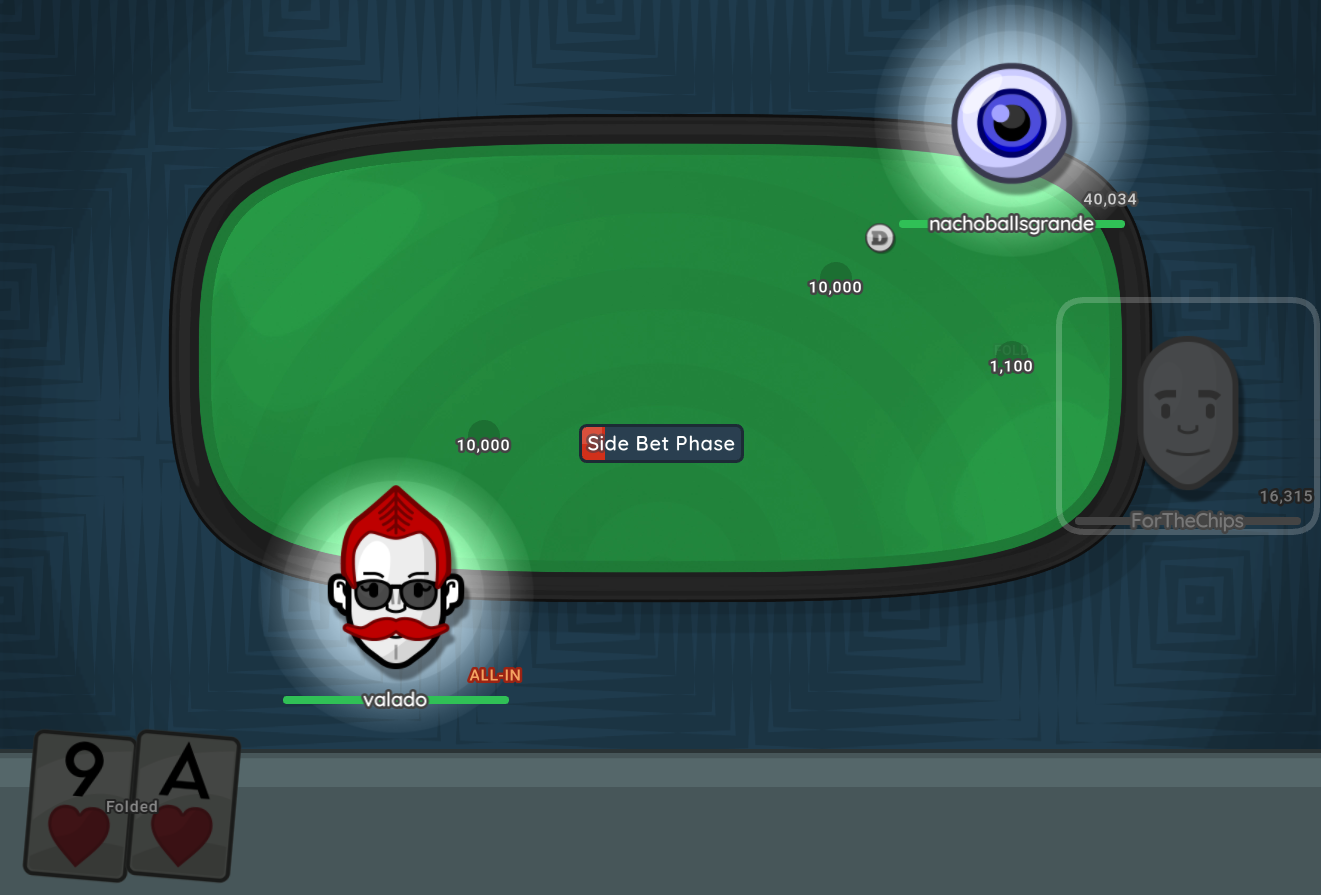 40,034
nachoballsgrande
D
10,000
FOLD
1,100
10,000
Side Bet Phase
16,315
ForTheChips
ALL-IN
valado
9 A
Folded